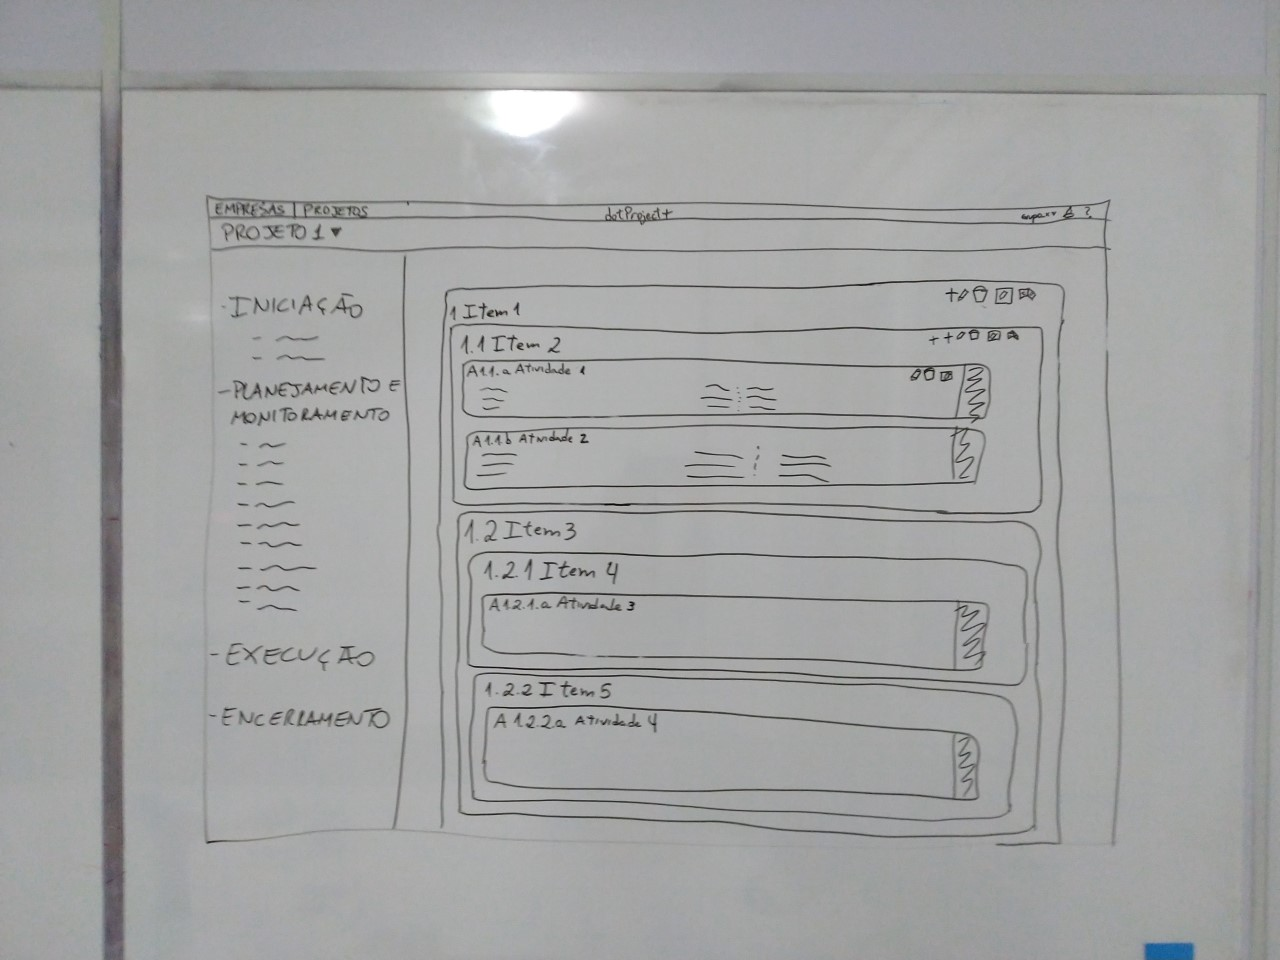 EMPRESAS | PROJETOS
dotProject+
?
PROJETO 1 ▼
- INICIAÇÃO
- PLANEJAMENTO E
MONITORAMENTO
- EXECUÇÃO
- ENCERRAMENTO
1 Item 1
1.1 Item 2
A1.1.a Atividade 1
A1.1.b Atividade 2
1.2 Item 3
1.2.1 Item 4
A1.2.1.a Atividade 3
1.2.2 Item 5
A 1.2.2.a Atividade 4